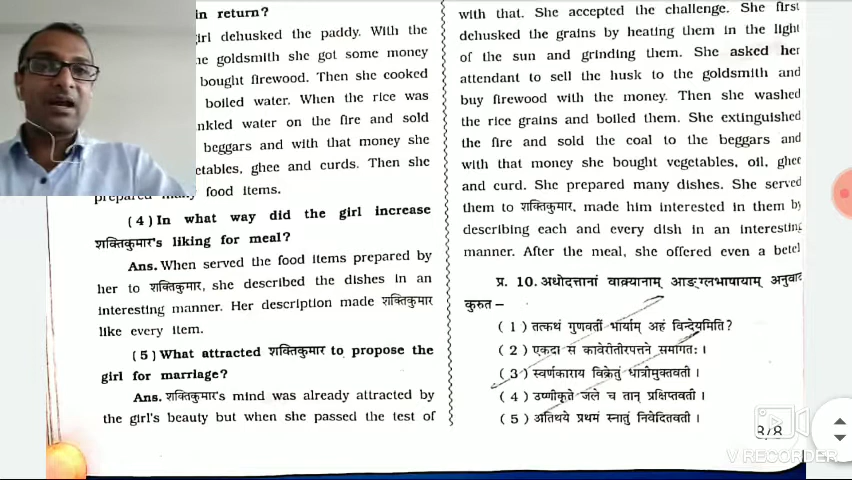 in return?
irl dehusked the paddy. With the
he goldsmith she got some money
bought firewood. Then she cooked
boiled water. When the rice was
nkled water on the fire and sold
beggars and with that money she
etables, ghee and curds. Then she
prepared many food items.
(4) In what way did the girl increase
शक्तिकुमार's liking for meal?
Ans. When served the food items prepared by
her to शक्तिकुमार, she described the dishes in an
interesting manner. Her description made शक्तिकुमार
like every item.
(5) What attracted शक्तिकुमार to propose the
girl for marriage?
Ans. शक्तिकुमार's mind was already attracted by
the girl's beauty but when she passed the test of
with that. She accepted the challenge. She first
dehusked the grains by heating them in the light
of the sun and grinding them. She asked her
attendant to sell the husk to the goldsmith and
buy firewood with the money. Then she washed
the rice grains and boiled them. She extinguished
the fire and sold the coal to the beggars and
with that money she bought vegetables, oil, ghee
and curd. She prepared many dishes. She served
them to शक्तिकुमार, made him interested in them by
describing each and every dish in an interesting
manner. After the meal, she offered even a betel
प्र. 10. अधोदत्तानां वाक्यानाम् आङ्ग्लभाषायाम् अनुवाद
कुरुत –
(1) तत्कथं गुणवतीं भार्याम् अहं विन्देयमिति?
(2) एकदा स कावेरीतीरपत्तने समागतः।
(3) स्वर्णकाराय विक्रेतुं धात्रीमुक्तवती।
(4) उष्णीकृते जले च तान् प्रक्षिप्तवती।
(5) अतिथये प्रथमं स्नातुं निवेदितवती।
3/8
V RECORDER